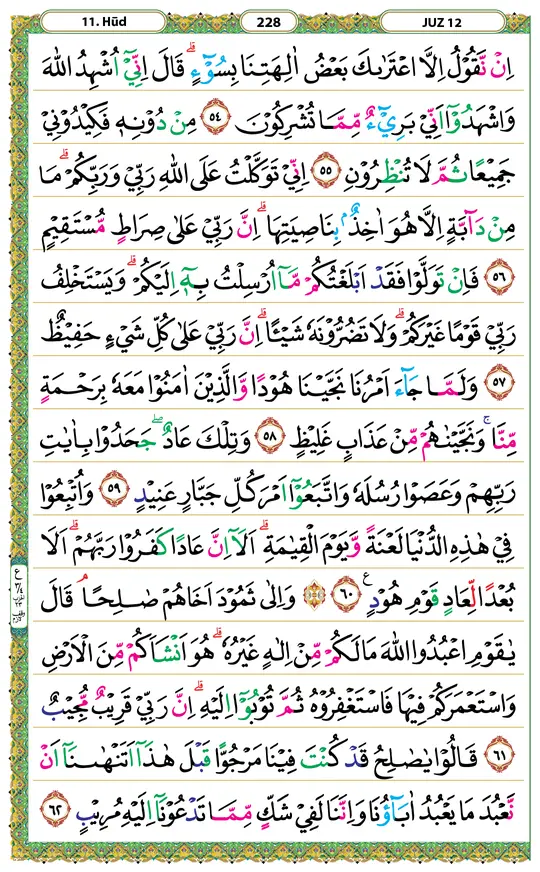 11. Hūd 228 JUZ 12
اِنْ نَّقُوْلُ اِلَّا اعْتَرٰىكَ بَعْضُ اٰلِهَتِنَا بِسُوْٓءٍ ؕ قَالَ اِنِّيْٓ اُشْهِدُ اللّٰهَ
وَاشْهَدُوْٓا اَنِّيْ بَرِيْٓءٌ مِّمَّا تُشْرِكُوْنَ ٥٤ مِنْ دُوْنِهٖ فَكِيْدُوْنِيْ
جَمِيْعًا ثُمَّ لَا تُنْظِرُوْنِ ٥٥ اِنِّيْ تَوَكَّلْتُ عَلَى اللّٰهِ رَبِّيْ وَرَبِّكُمْ ؕ مَا
مِنْ دَآبَّةٍ اِلَّا هُوَ اٰخِذٌۢ بِنَاصِيَتِهَا ؕ اِنَّ رَبِّيْ عَلٰى صِرَاطٍ مُّسْتَقِيْمٍ
٥٦ فَاِنْ تَوَلَّوْا فَقَدْ اَبْلَغْتُكُمْ مَّآ اُرْسِلْتُ بِهٖٓ اِلَيْكُمْ ؕ وَيَسْتَخْلِفُ
رَبِّيْ قَوْمًا غَيْرَكُمْ ؕ وَلَا تَضُرُّوْنَهٗ شَيْـًٔا ؕ اِنَّ رَبِّيْ عَلٰى كُلِّ شَيْءٍ حَفِيْظٌ
٥٧ وَلَمَّا جَآءَ اَمْرُنَا نَجَّيْنَا هُوْدًا وَّالَّذِيْنَ اٰمَنُوْا مَعَهٗ بِرَحْمَةٍ
مِّنَّا ۚ وَنَجَّيْنٰهُمْ مِّنْ عَذَابٍ غَلِيْظٍ ٥٨ وَتِلْكَ عَادٌ ۖ جَحَدُوْا بِاٰيٰتِ
رَبِّهِمْ وَعَصَوْا رُسُلَهٗ وَاتَّبَعُوْٓا اَمْرَ كُلِّ جَبَّارٍ عَنِيْدٍ ٥٩ وَاُتْبِعُوْا
فِيْ هٰذِهِ الدُّنْيَا لَعْنَةً وَّيَوْمَ الْقِيٰمَةِ ؕ اَلَآ اِنَّ عَادًا كَفَرُوْا رَبَّهُمْ ؕ اَلَا
بُعْدًا لِّعَادٍ قَوْمِ هُوْدٍ ٦٠ وَاِلٰى ثَمُوْدَ اَخَاهُمْ صٰلِحًا ۘ قَالَ
يٰقَوْمِ اعْبُدُوا اللّٰهَ مَا لَكُمْ مِّنْ اِلٰهٍ غَيْرُهٗ ؕ هُوَ اَنْشَاَكُمْ مِّنَ الْاَرْضِ
وَاسْتَعْمَرَكُمْ فِيْهَا فَاسْتَغْفِرُوْهُ ثُمَّ تُوْبُوْٓا اِلَيْهِ ؕ اِنَّ رَبِّيْ قَرِيْبٌ مُّجِيْبٌ
٦١ قَالُوْا يٰصٰلِحُ قَدْ كُنْتَ فِيْنَا مَرْجُوًّا قَبْلَ هٰذَآ اَتَنْهٰىنَآ اَنْ
نَّعْبُدَ مَا يَعْبُدُ اٰبَآؤُنَا وَاِنَّنَا لَفِيْ شَكٍّ مِّمَّا تَدْعُوْنَآ اِلَيْهِ مُرِيْبٍ ٦٢